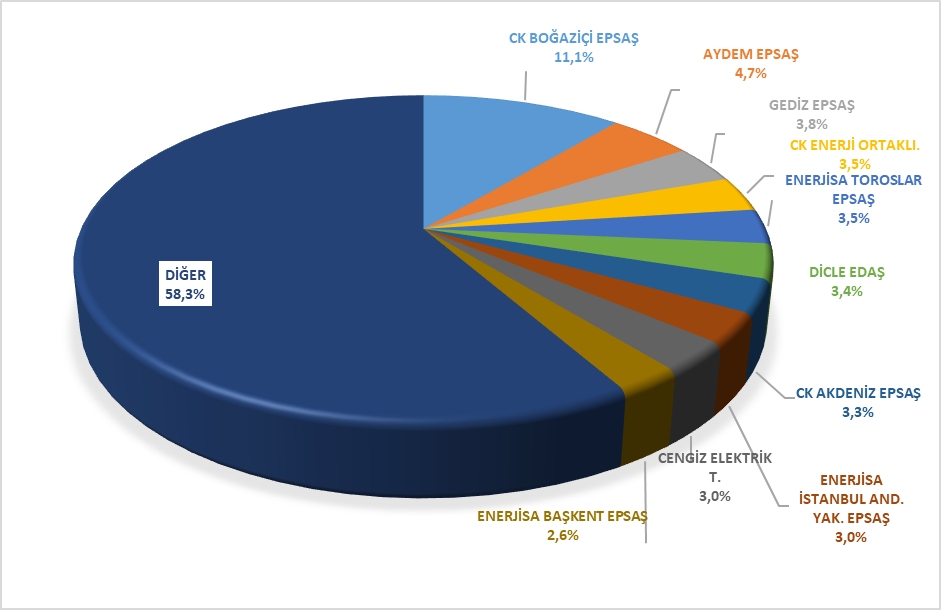 CK BOĞAZİÇİ EPSAŞ
11,1%
AYDEM EPSAŞ
4,7%
GEDİZ EPSAŞ
3,8%
CK ENERJİ ORTAKLI.
3,5%
ENERJİSA TOROSLAR
EPSAŞ
3,5%
DİCLE EDAŞ
3,4%
CK AKDENİZ EPSAŞ
3,3%
ENERJİSA
İSTANBUL AND.
YAK. EPSAŞ
3,0%
CENGİZ ELEKTRİK
T.
3,0%
ENERJİSA BAŞKENT EPSAŞ
2,6%
DİĞER
58,3%